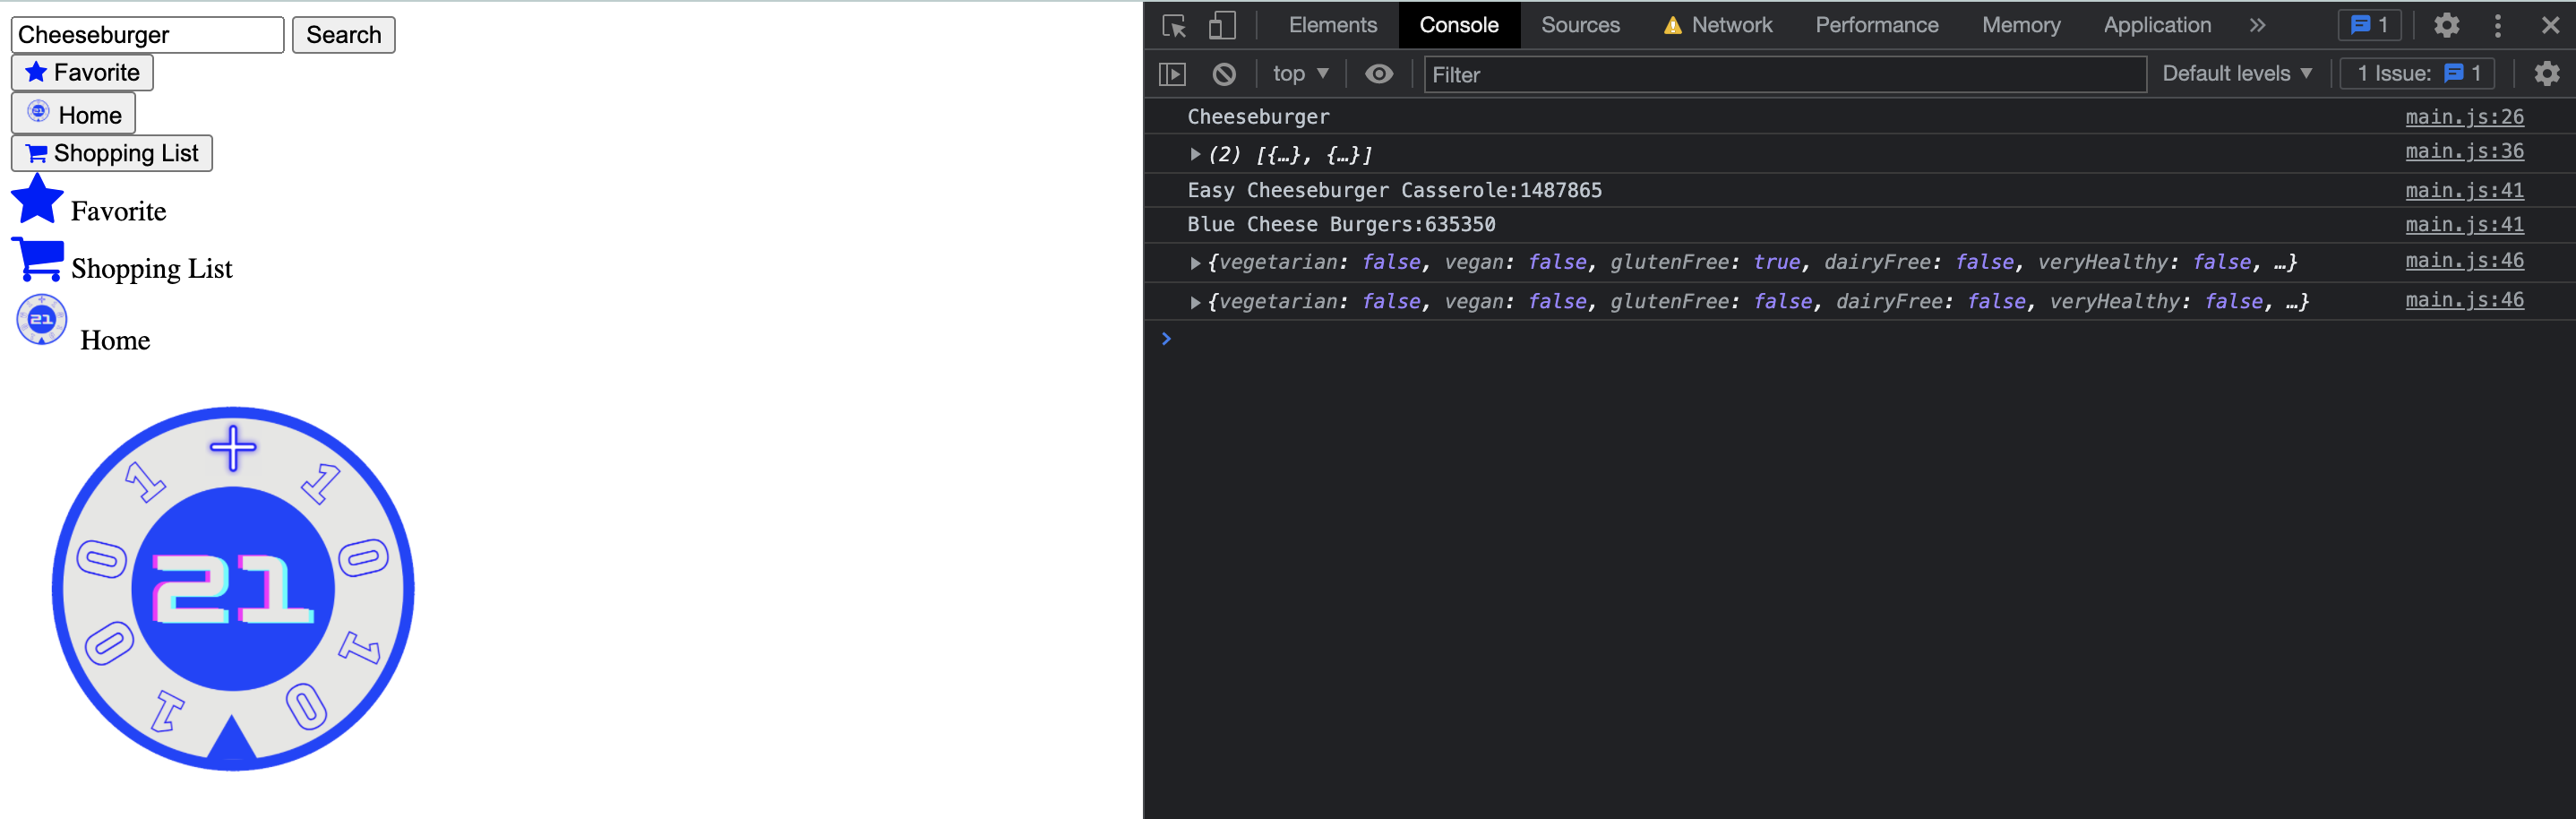 Cheeseburger Search
Favorite
21 Home
Shopping List
Favorite
Shopping List
21
Home
1 1
0 21 0
0 1
1 0
Elements Console Sources Network Performance Memory Application » 1
top ▼ Filter Default levels ▼ 1 Issue: 1
Cheeseburger main.js:26
(2) [{…}, {…}] main.js:36
Easy Cheeseburger Casserole:1487865 main.js:41
Blue Cheese Burgers:635350 main.js:41
{vegetarian: false, vegan: false, glutenFree: true, dairyFree: false, veryHealthy: false, …} main.js:46
{vegetarian: false, vegan: false, glutenFree: false, dairyFree: false, veryHealthy: false, …} main.js:46